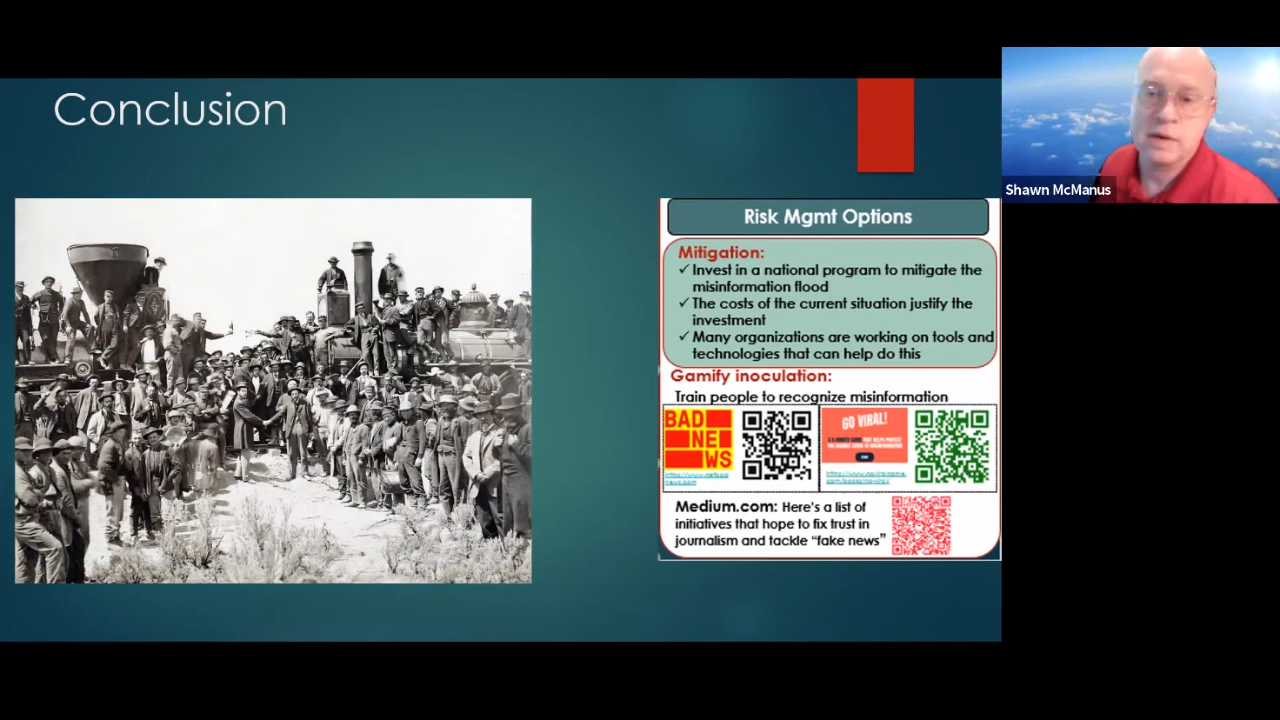 Conclusion
Shawn McManus
Risk Mgmt Options
Mitigation:
✓Invest in a national program to mitigate the
misinformation flood
✓The costs of the current situation justify the
investment
✓Many organizations are working on tools and
technologies that can help do this
Gamify inoculation:
Train people to recognize misinformation
BAD
NE
WS
GO VIRAL!
Medium.com: Here's a list of
initiatives that hope to fix trust in
journalism and tackle “fake news”